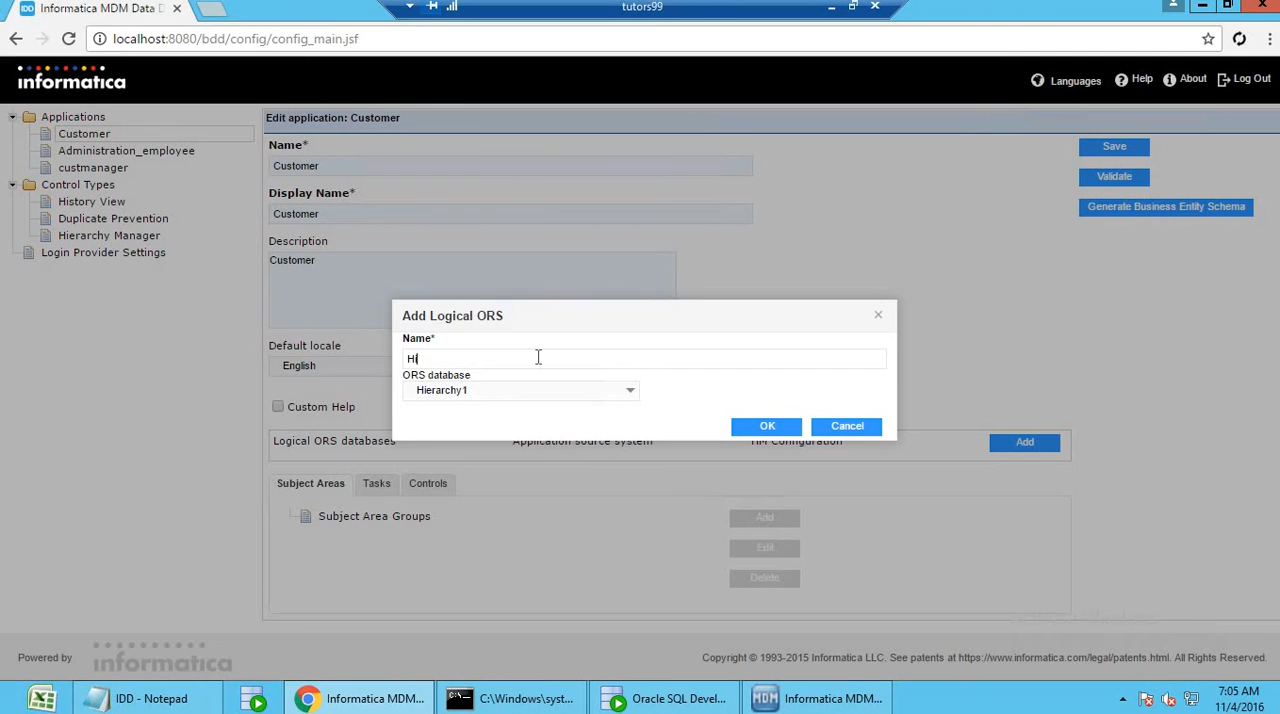 Informatica MDM Data D
tutors99
localhost:8080/bdd/config/config_main.jsf
informatica
Languages
Help
About
Log Out
Applications
Customer
Administration_employee
custmanager
Control Types
History View
Duplicate Prevention
Hierarchy Manager
Login Provider Settings
Edit application: Customer
Name*
Customer
Display Name*
Customer
Description
Customer
Save
Validate
Generate Business Entity Schema
Default locale
English
Custom Help
Add Logical ORS
Name*
Hi
ORS database
Hierarchy1
OK
Cancel
Logical ORS databases
Application source system
HM Configuration
Add
Subject Areas
Tasks
Controls
Subject Area Groups
Add
Edit
Delete
Powered by
informatica
Copyright © 1993-2015 Informatica LLC. See patents at https://www.informatica.com/legal/patents.html. All Rights Reserved.
IDD - Notepad
Informatica MDM...
C:\Windows\syst...
Oracle SQL Devel...
MDM
Informatica MDM...
7:05 AM
11/4/2016